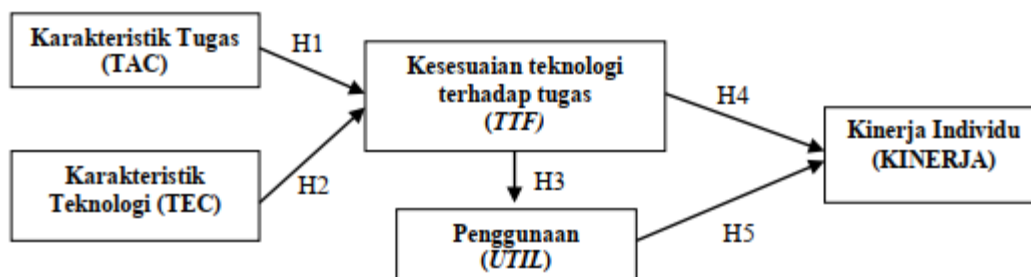 Karakteristik Tugas
(TAC)
H1
Kesesuaian teknologi
terhadap tugas
(TTF)
H4
Kinerja Individu
(KINERJA)
Karakteristik
Teknologi (TEC)
H2
H3
Penggunaan
(UTIL)
H5